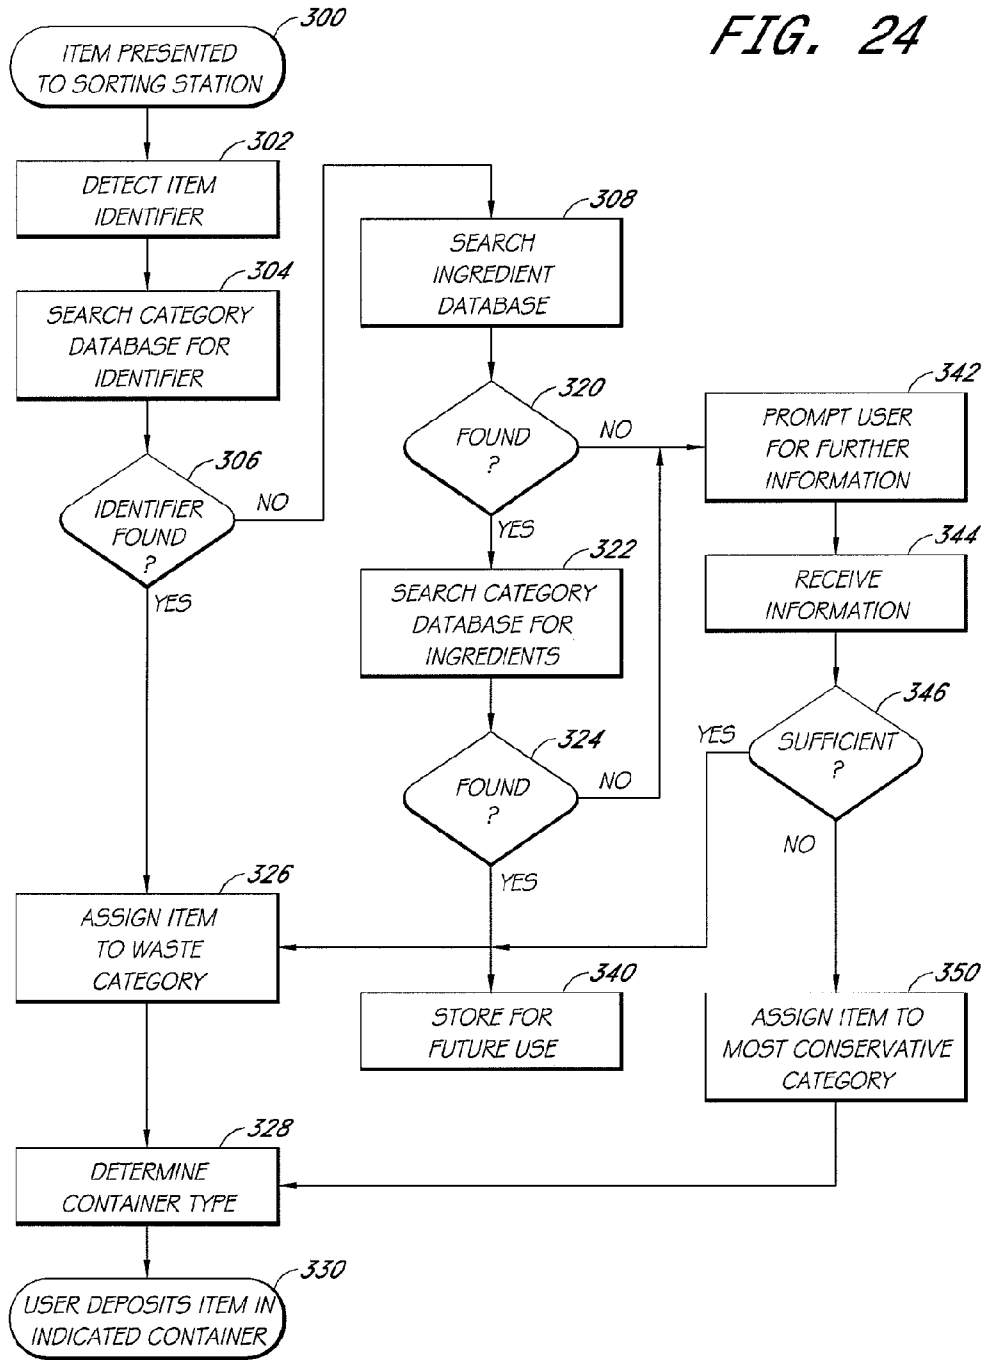 FIG. 24
300
ITEM PRESENTED
TO SORTING STATION
302
DETECT ITEM
IDENTIFIER
304
SEARCH CATEGORY
DATABASE FOR
IDENTIFIER
306
IDENTIFIER
FOUND
?
NO
YES
308
SEARCH
INGREDIENT
DATABASE
320
FOUND
?
NO
YES
322
SEARCH CATEGORY
DATABASE FOR
INGREDIENTS
324
FOUND
?
NO
YES
342
PROMPT USER
FOR FURTHER
INFORMATION
344
RECEIVE
INFORMATION
346
SUFFICIENT
?
YES
NO
326
ASSIGN ITEM
TO WASTE
CATEGORY
340
STORE FOR
FUTURE USE
350
ASSIGN ITEM TO
MOST CONSERVATIVE
CATEGORY
328
DETERMINE
CONTAINER TYPE
330
USER DEPOSITS ITEM IN
INDICATED CONTAINER